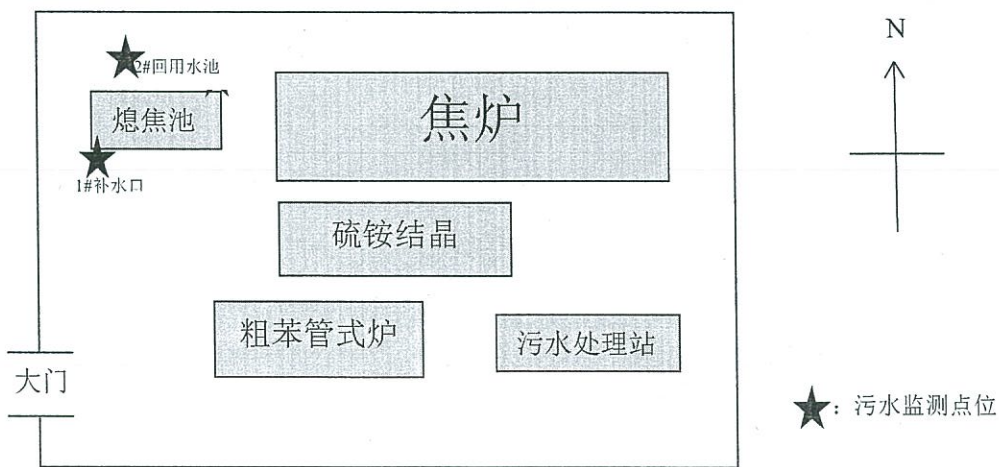 N
2#回用水池
熄焦池
焦炉
1#补水口
硫铵结晶
粗苯管式炉
污水处理站
大门
：污水监测点位